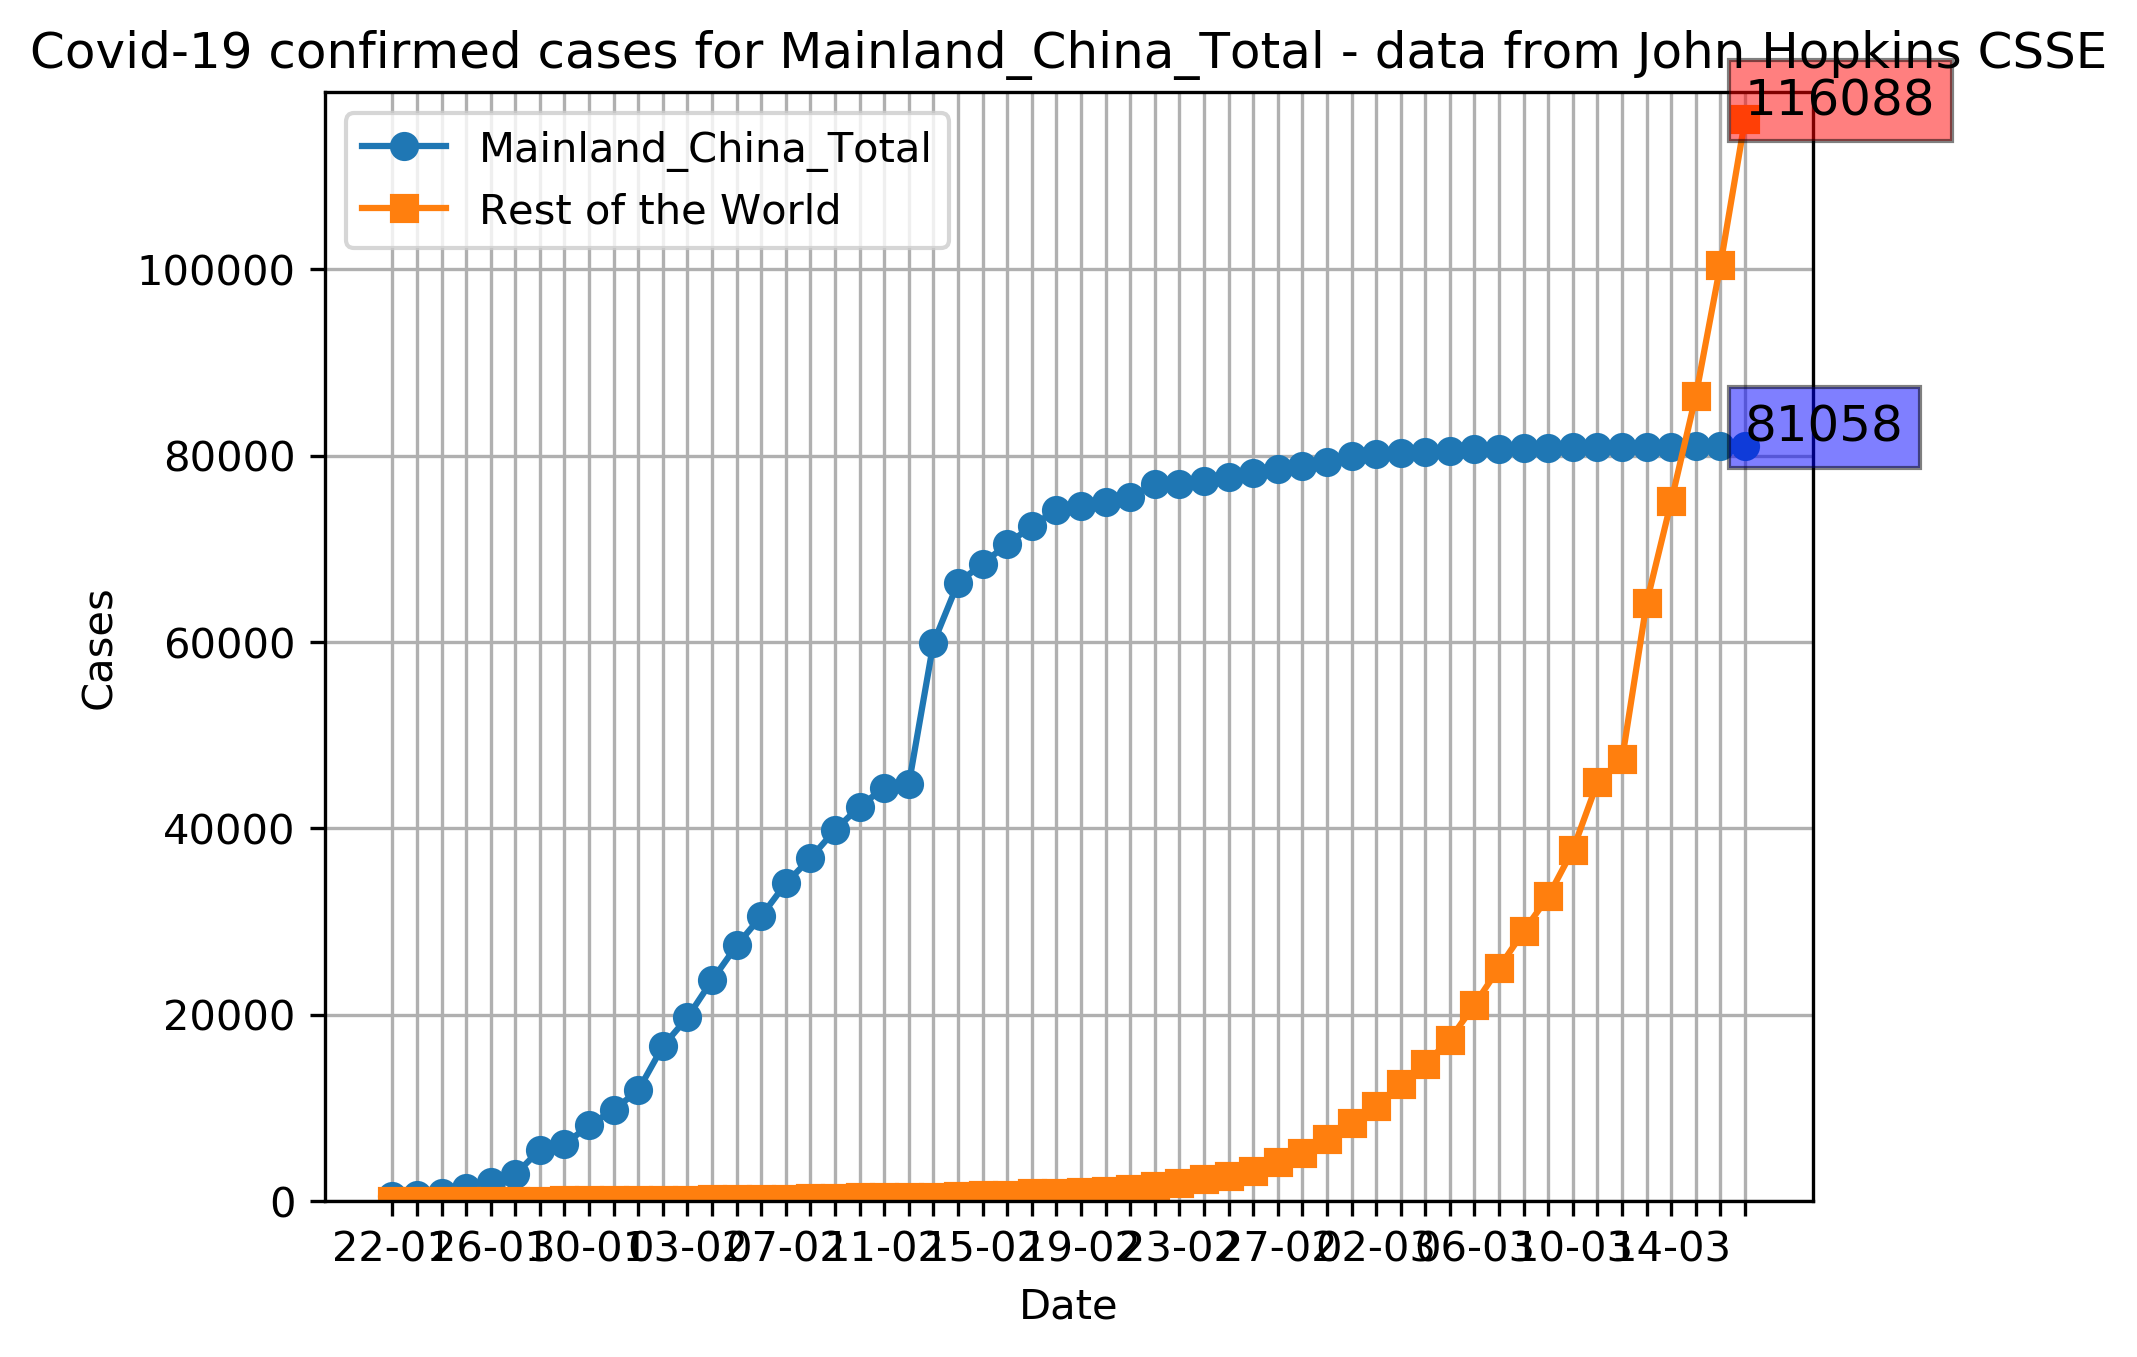 Covid-19 confirmed cases for Mainland_China_Total - data from John Hopkins CSSE
116088
Mainland_China_Total
Rest of the World
81058
100000
80000
60000
40000
20000
0
Cases
22-01 26-01 30-01 03-02 07-02 11-02 15-02 19-02 23-02 27-02 02-03 06-03 10-03 14-03
Date